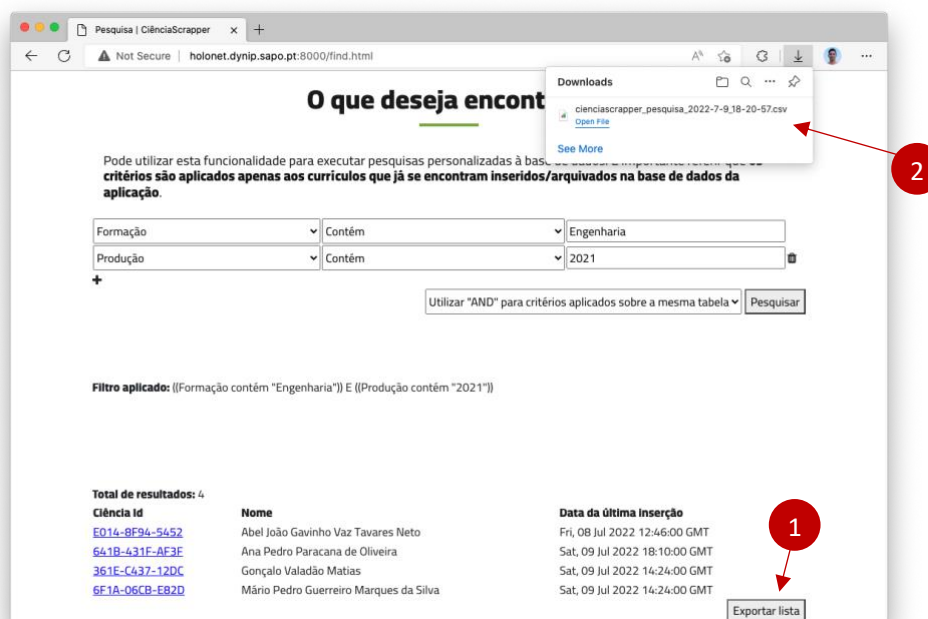 Pesquisa | CiênciaScrapper
Not Secure | holonet.dynip.sapo.pt:8000/find.html
Downloads
cienciascrapper_pesquisa_2022-7-9_18-20-57.csv
Open File
See More
2
O que deseja encont
Pode utilizar esta funcionalidade para executar pesquisas personalizadas à base de dados. É importante referir que os
critérios são aplicados apenas aos currículos que já se encontram inseridos/arquivados na base de dados da
aplicação.
Formação Contém Engenharia
Produção Contém 2021
+
Utilizar "AND" para critérios aplicados sobre a mesma tabela Pesquisar
Filtro aplicado: ((Formação contém "Engenharia")) E ((Produção contém "2021"))
Total de resultados: 4
Ciência Id Nome Data da última inserção
E014-8F94-5452 Abel João Gavinho Vaz Tavares Neto Fri, 08 Jul 2022 12:46:00 GMT
641B-431F-AF3F Ana Pedro Paracana de Oliveira Sat, 09 Jul 2022 18:10:00 GMT
361E-C437-12DC Gonçalo Valadão Matias Sat, 09 Jul 2022 14:24:00 GMT
6F1A-06CB-E82D Mário Pedro Guerreiro Marques da Silva Sat, 09 Jul 2022 14:24:00 GMT
1
Exportar lista